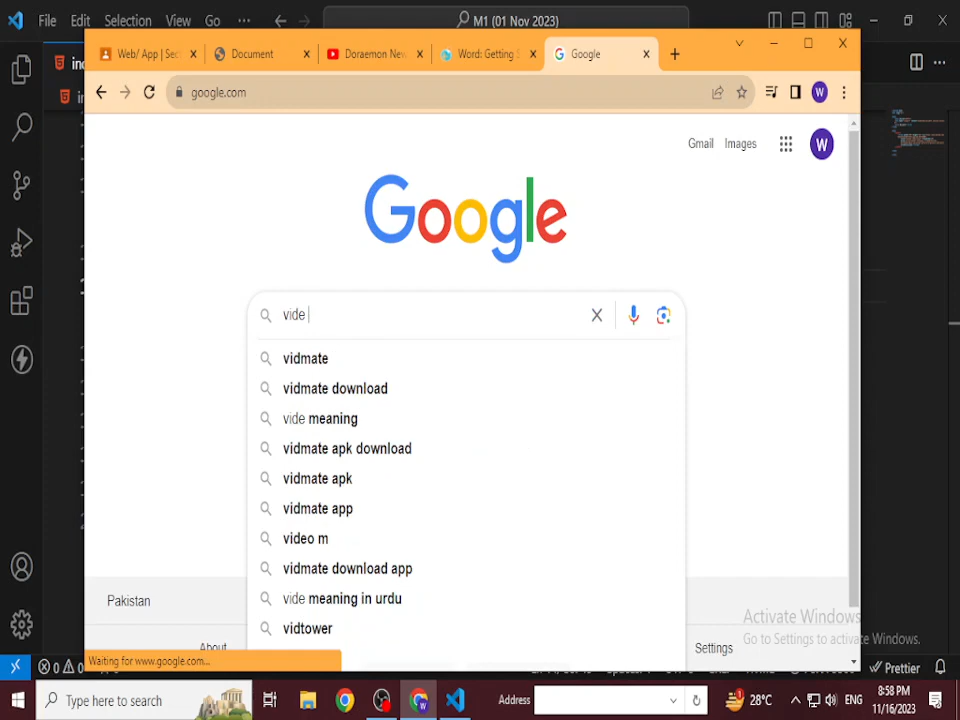 File Edit Selection View Go ··· M1 (01 Nov 2023)
Web/ App | Sec Document Doraemon New Word: Getting S Google
google.com
Gmail Images W
Google
vide
vidmate
vidmate download
vide meaning
vidmate apk download
vidmate apk
vidmate app
video m
vidmate download app
vide meaning in urdu
vidtower
Pakistan
About Settings
Activate Windows
Go to Settings to activate Windows.
Waiting for www.google.com...
Prettier
Type here to search Address 28°C ENG 8:58 PM
11/16/2023